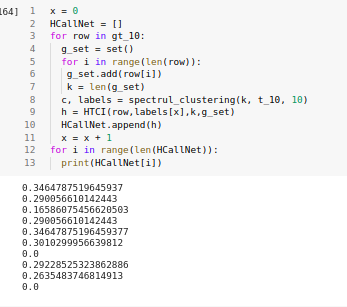 164] 1 x = 0
2 HCallNet = []
3 for row in gt_10:
4 g_set = set()
5 for i in range(len(row)):
6 g_set.add(row[i])
7 k = len(g_set)
8 c, labels = spectrul_clustering(k, t_10, 10)
9 h = HTCI(row,labels[x],k,g_set)
10 HCallNet.append(h)
11 x = x + 1
12 for i in range(len(HCallNet)):
13 print(HCallNet[i])
0.3464787519645937
0.290056610142443
0.16586075456620503
0.290056610142443
0.34647875196459377
0.3010299956639812
0.0
0.29228525323862886
0.2635483746814913
0.0